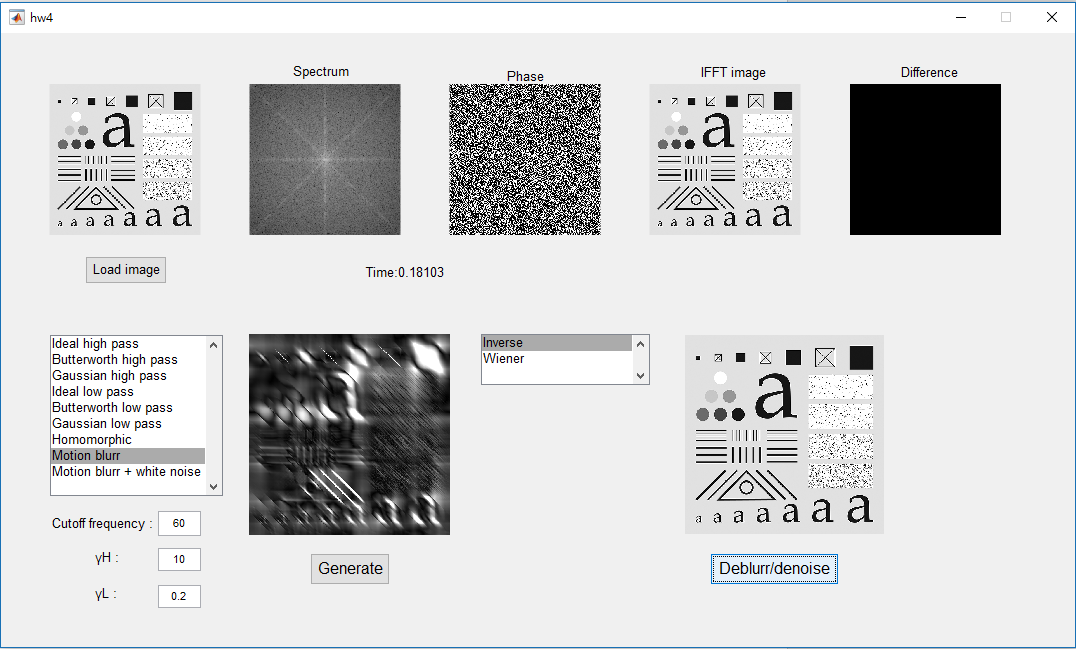 hw4
Spectrum
Phase
IFFT image
Difference
a
a a a a a a a
a
a a a a a a a
Load image
Time:0.18103
Ideal high pass
Butterworth high pass
Gaussian high pass
Ideal low pass
Butterworth low pass
Gaussian low pass
Homomorphic
Motion blurr
Motion blurr + white noise
Inverse
Wiener
a
a a a a a a a
Cutoff frequency : 60
γH : 10
γL : 0.2
Generate
Deblurr/denoise